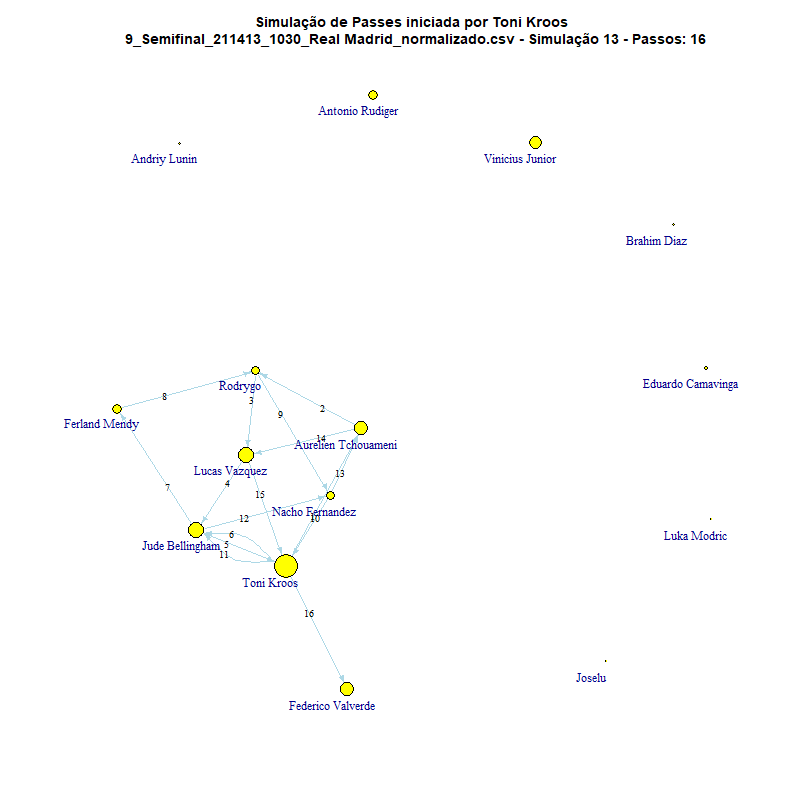 Simulação de Passes iniciada por Toni Kroos
9_Semifinal_211413_1030_Real Madrid_normalizado.csv - Simulação 13 - Passos: 16
Antonio Rudiger
Andriy Lunin
Vinicius Junior
Brahim Diaz
Eduardo Camavinga
Rodrygo
8
3
9
2
Ferland Mendy
14
Aurelien Tchouameni
Lucas Vazquez
13
4
7
15
Nacho Fernandez
12
10
6
Luka Modric
Jude Bellingham
5
11
Toni Kroos
16
Joselu
Federico Valverde